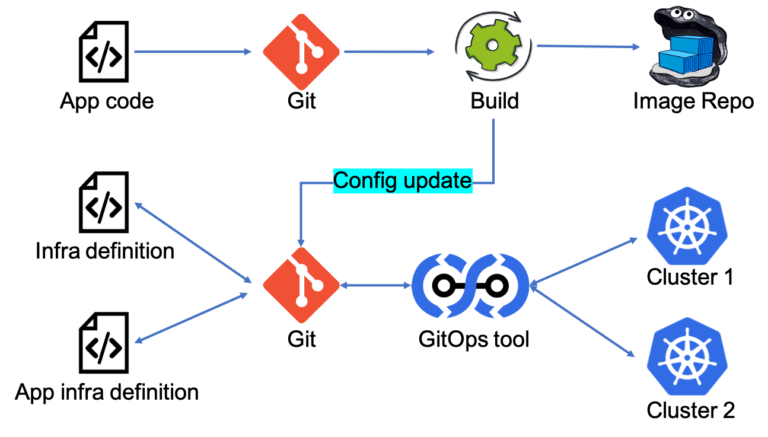 App code
Git
Build
Image Repo
Config update
Infra definition
Cluster 1
Git
GitOps tool
App infra definition
Cluster 2